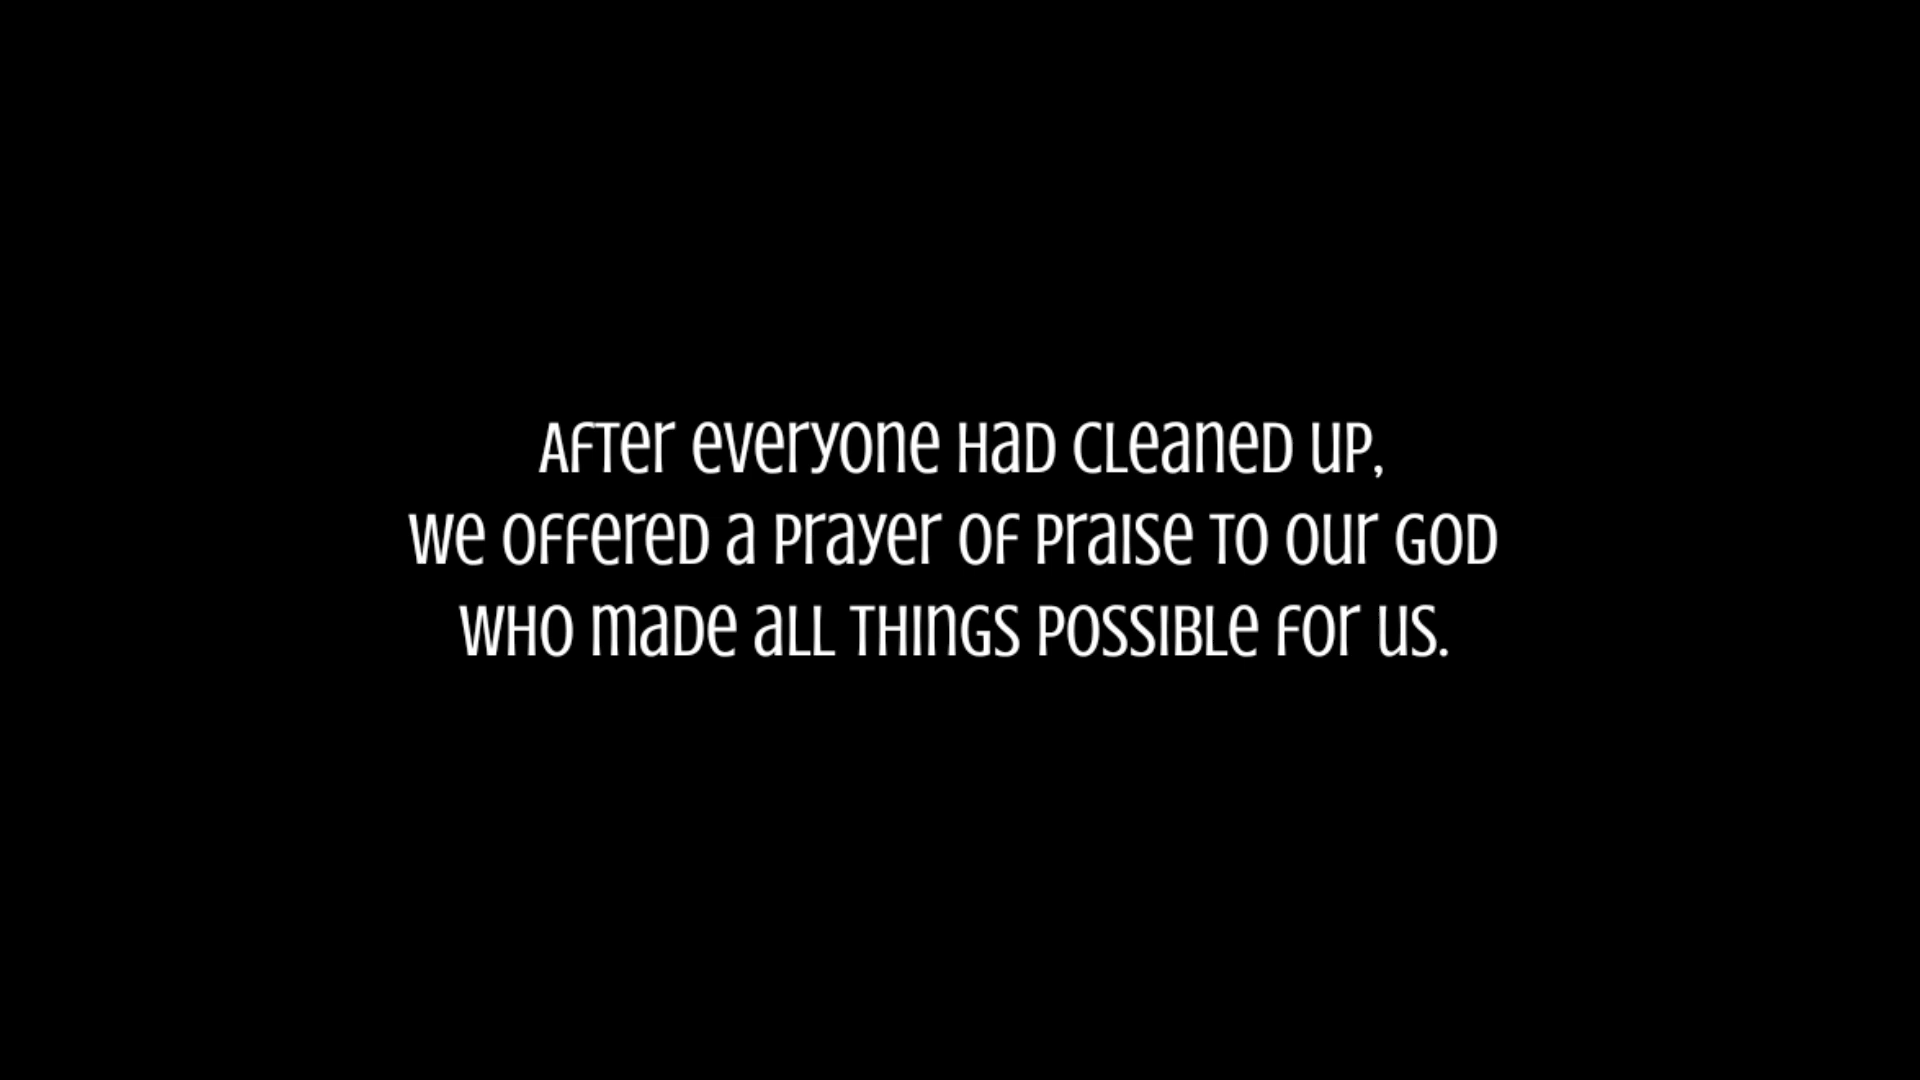 After everyone had cleaned up,
we offered a prayer of praise to our God
who made all things possible for us.